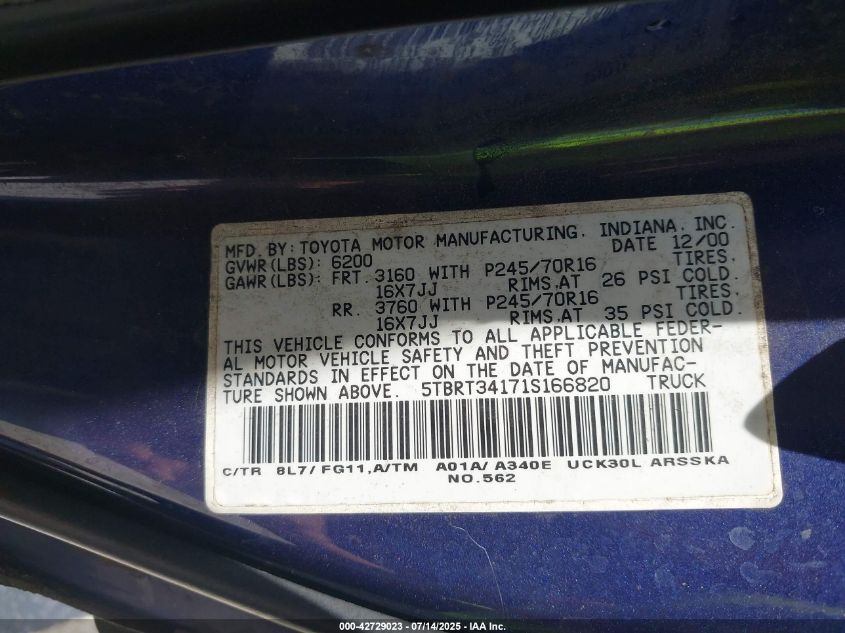 MFD. BY: TOYOTA MOTOR MANUFACTURING, INDIANA, INC.
GVWR(LBS): 6200 DATE 12/00
GAWR(LBS): FRT. 3160 WITH P245/70R16 TIRES,
16X7JJ RIMS,AT 26 PSI COLD.
RR. 3760 WITH P245/70R16 TIRES,
16X7JJ RIMS,AT 35 PSI COLD.
THIS VEHICLE CONFORMS TO ALL APPLICABLE FEDER-
AL MOTOR VEHICLE SAFETY AND THEFT PREVENTION
STANDARDS IN EFFECT ON THE DATE OF MANUFAC-
TURE SHOWN ABOVE. 5TBRT34171S166820 TRUCK
C/TR 8L7/FG11,A/TM A01A/A340E UCK30L ARSSKA
NO.562
000-42729023 - 07/14/2025 - IAA Inc.